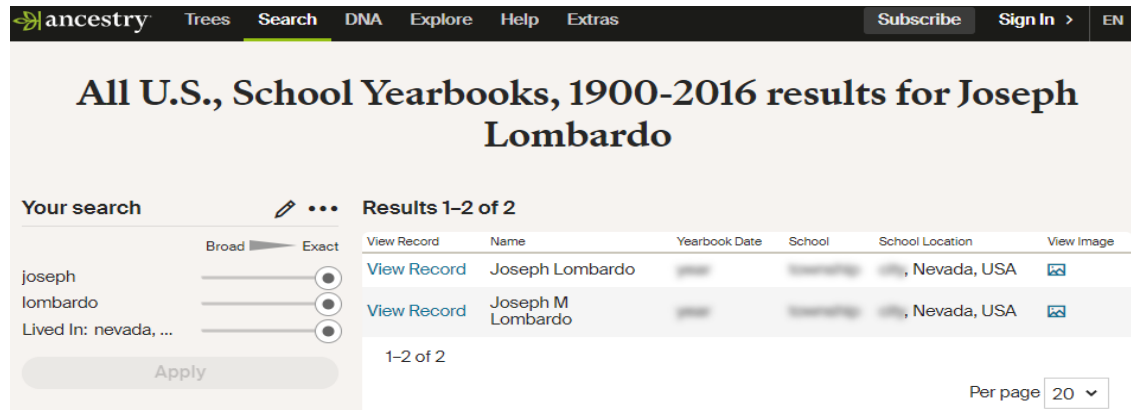 ancestry Trees Search DNA Explore Help Extras Subscribe Sign In > EN
All U.S., School Yearbooks, 1900-2016 results for Joseph
Lombardo
Your search
Broad Exact
joseph
lombardo
Lived In: nevada, ...
Apply
Results 1–2 of 2
View Record Name Yearbook Date School School Location View Image
View Record Joseph Lombardo , Nevada, USA
View Record Joseph M
Lombardo , Nevada, USA
1–2 of 2
Per page 20